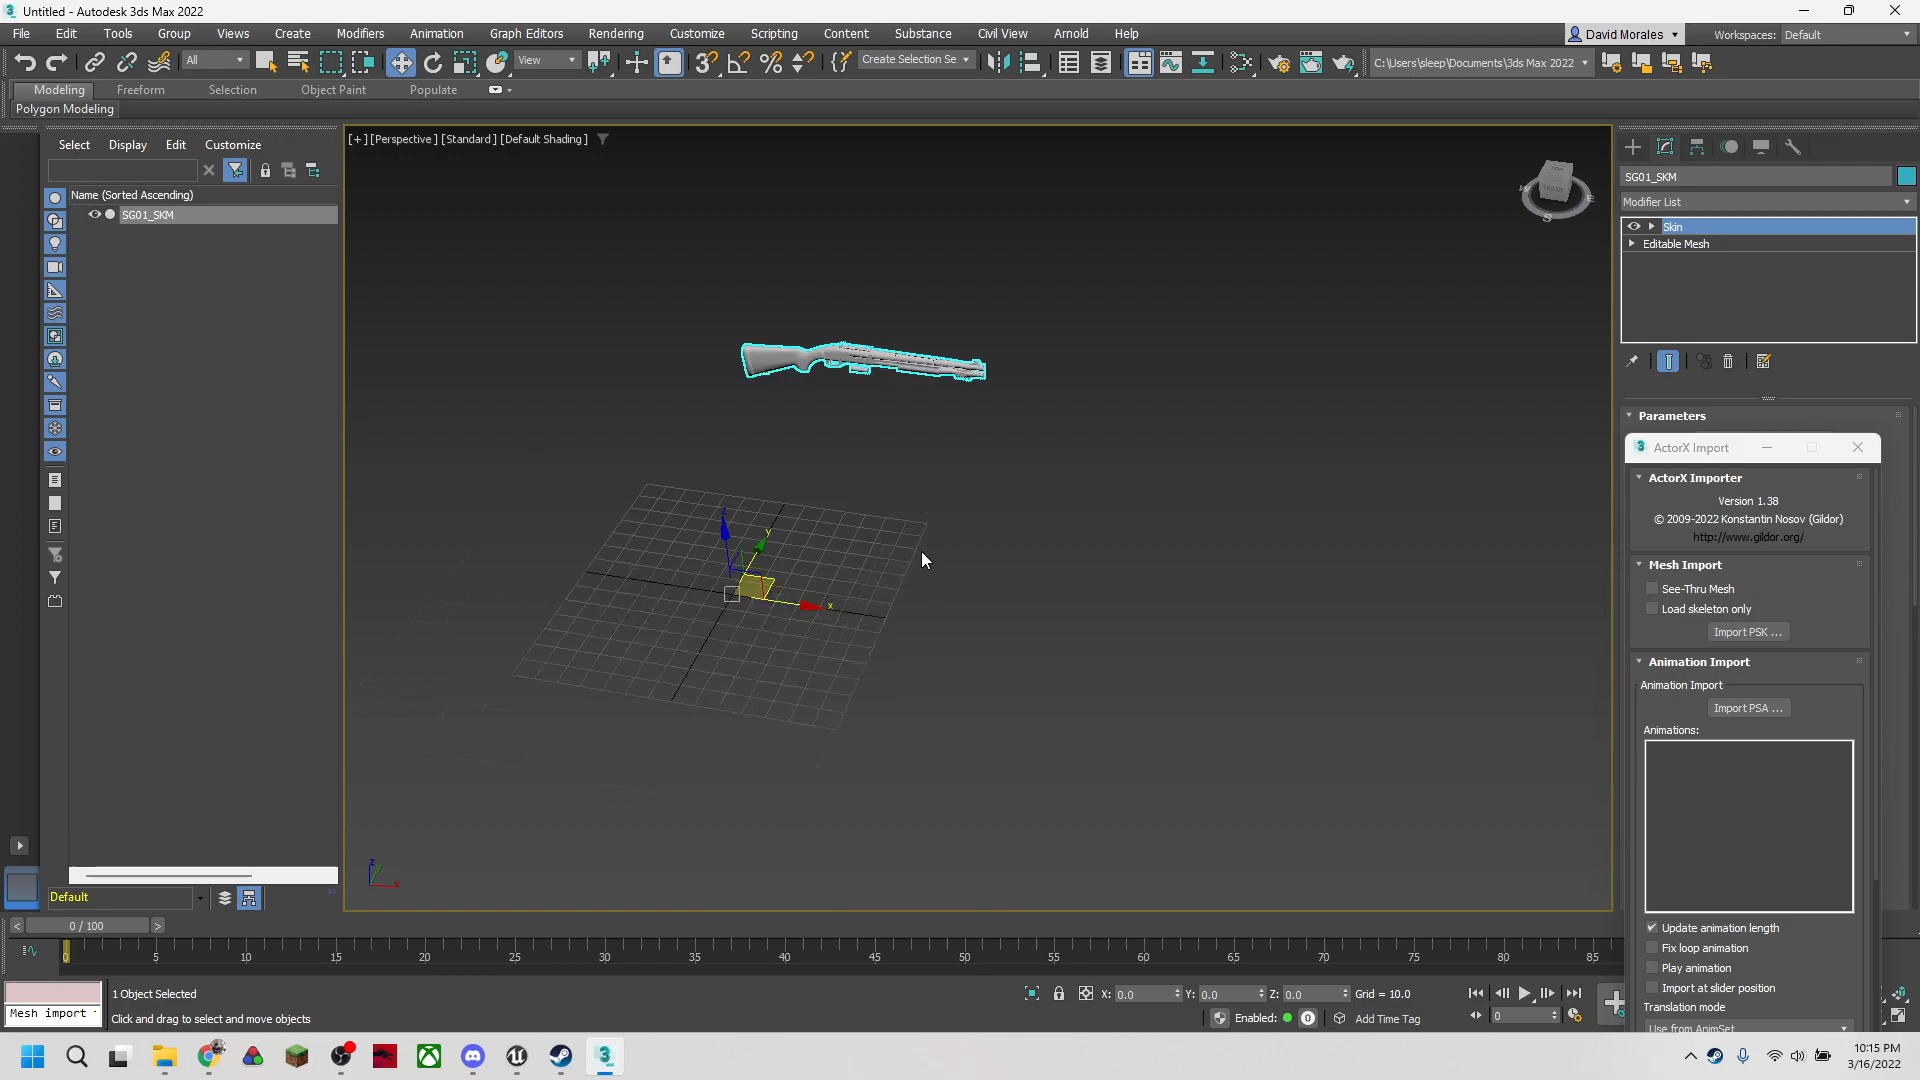 Untitled - Autodesk 3ds Max 2022
File Edit Tools Group Views Create Modifiers Animation Graph Editors Rendering Customize Scripting Content Substance Civil View Arnold Help
David Morales
Workspaces: Default
All
View
Create Selection Se
C:\Users\sleep\Documents\3ds Max 2022
Modeling Freeform Selection Object Paint Populate
Polygon Modeling
Select Display Edit Customize
[+] [Perspective] [Standard] [Default Shading]
Name (Sorted Ascending)
SG01_SKM
FRONT
W
E
S
SG01_SKM
Modifier List
Skin
Editable Mesh
Parameters
ActorX Import
ActorX Importer
Version 1.38
© 2009-2022 Konstantin Nosov (Gildor)
http://www.gildor.org/
Mesh Import
See-Thru Mesh
Load skeleton only
Import PSK ...
Animation Import
Animation Import
Import PSA ...
Animations:
z
y
x
z
y
x
Default
Update animation length
Fix loop animation
Play animation
Import at slider position
Translation mode
Use from AnimSet
< 0 / 100 >
0 5 10 15 20 25 30 35 40 45 50 55 60 65 70 75 80 85
1 Object Selected
X: 0.0 Y: 0.0 Z: 0.0 Grid = 10.0
Mesh import
Click and drag to select and move objects
Enabled: 0
Add Time Tag
0
10:15 PM
3/16/2022